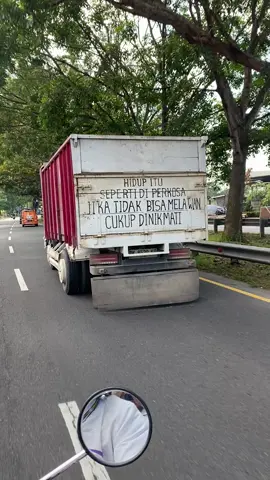 HIDUP ITU
SEPERTI DI PERKOSA
JIKA TIDAK BISA MELAWAN,
CUKUP DINIKMATI